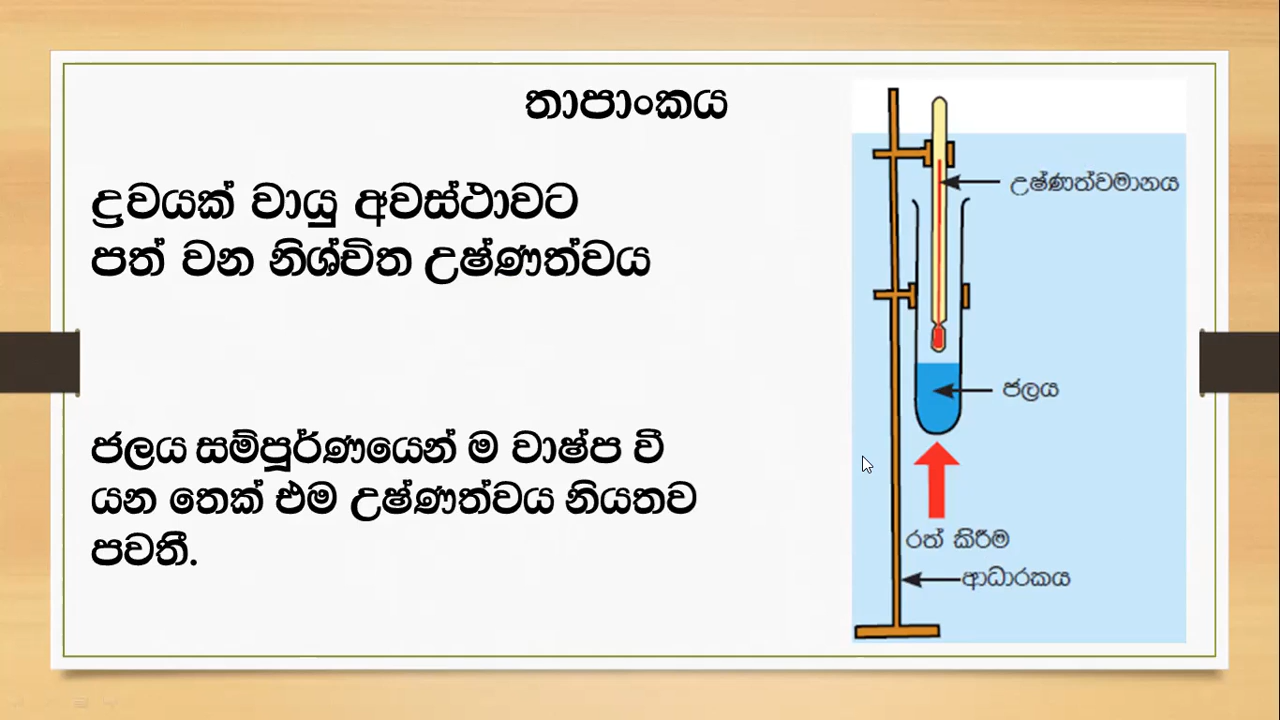 තාපාංකය
ද්‍රවයක් වායු අවස්ථාවට
පත් වන නිශ්චිත උෂ්ණත්වය
ජලය සම්පූර්ණයෙන් ම වාෂ්ප වී
යන තෙක් එම උෂ්ණත්වය නියතව
පවතී.
උෂ්ණත්වමානය
ජලය
රත් කිරීම
ආධාරකය